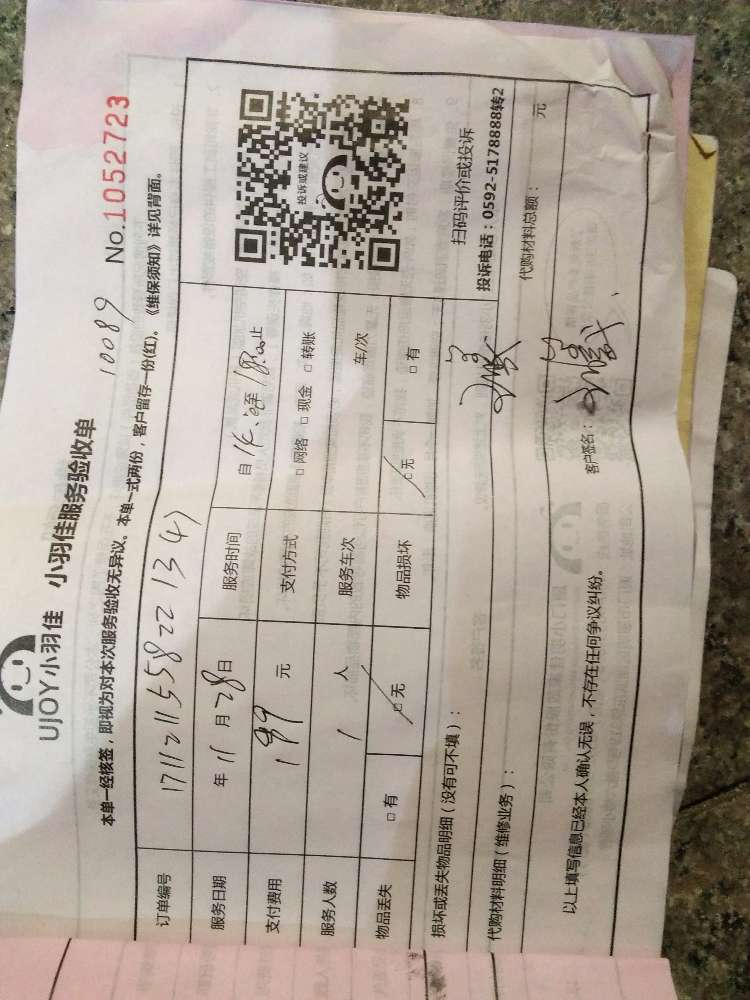 UJOY小羽佳 小羽佳服务验收单 10089 No.1052723
本单一经核签，即视为对本次服务验收无异议。本单一式两份，客户留存一份(红)。《维保须知》详见背面。
订单编号 171121155822 13(4)
服务日期 年 11 月 28 日 服务时间 自 14:00 至 18:00 止
支付费用 199 元 支付方式 □ 网络 □ 现金 □ 转账
服务人数 1 人 服务车次 车/次
物品丢失 □ 有 □ 无 物品损坏 □ 无 □ 有
投诉或建议
扫码评价或投诉
投诉电话：0592-5178888转2
损坏或丢失物品明细（没有可不填）：
代购材料明细（维修业务）： 代购材料总额： 元
以上填写信息已经本人确认无误，不存在任何争议纠纷。 客户签名：